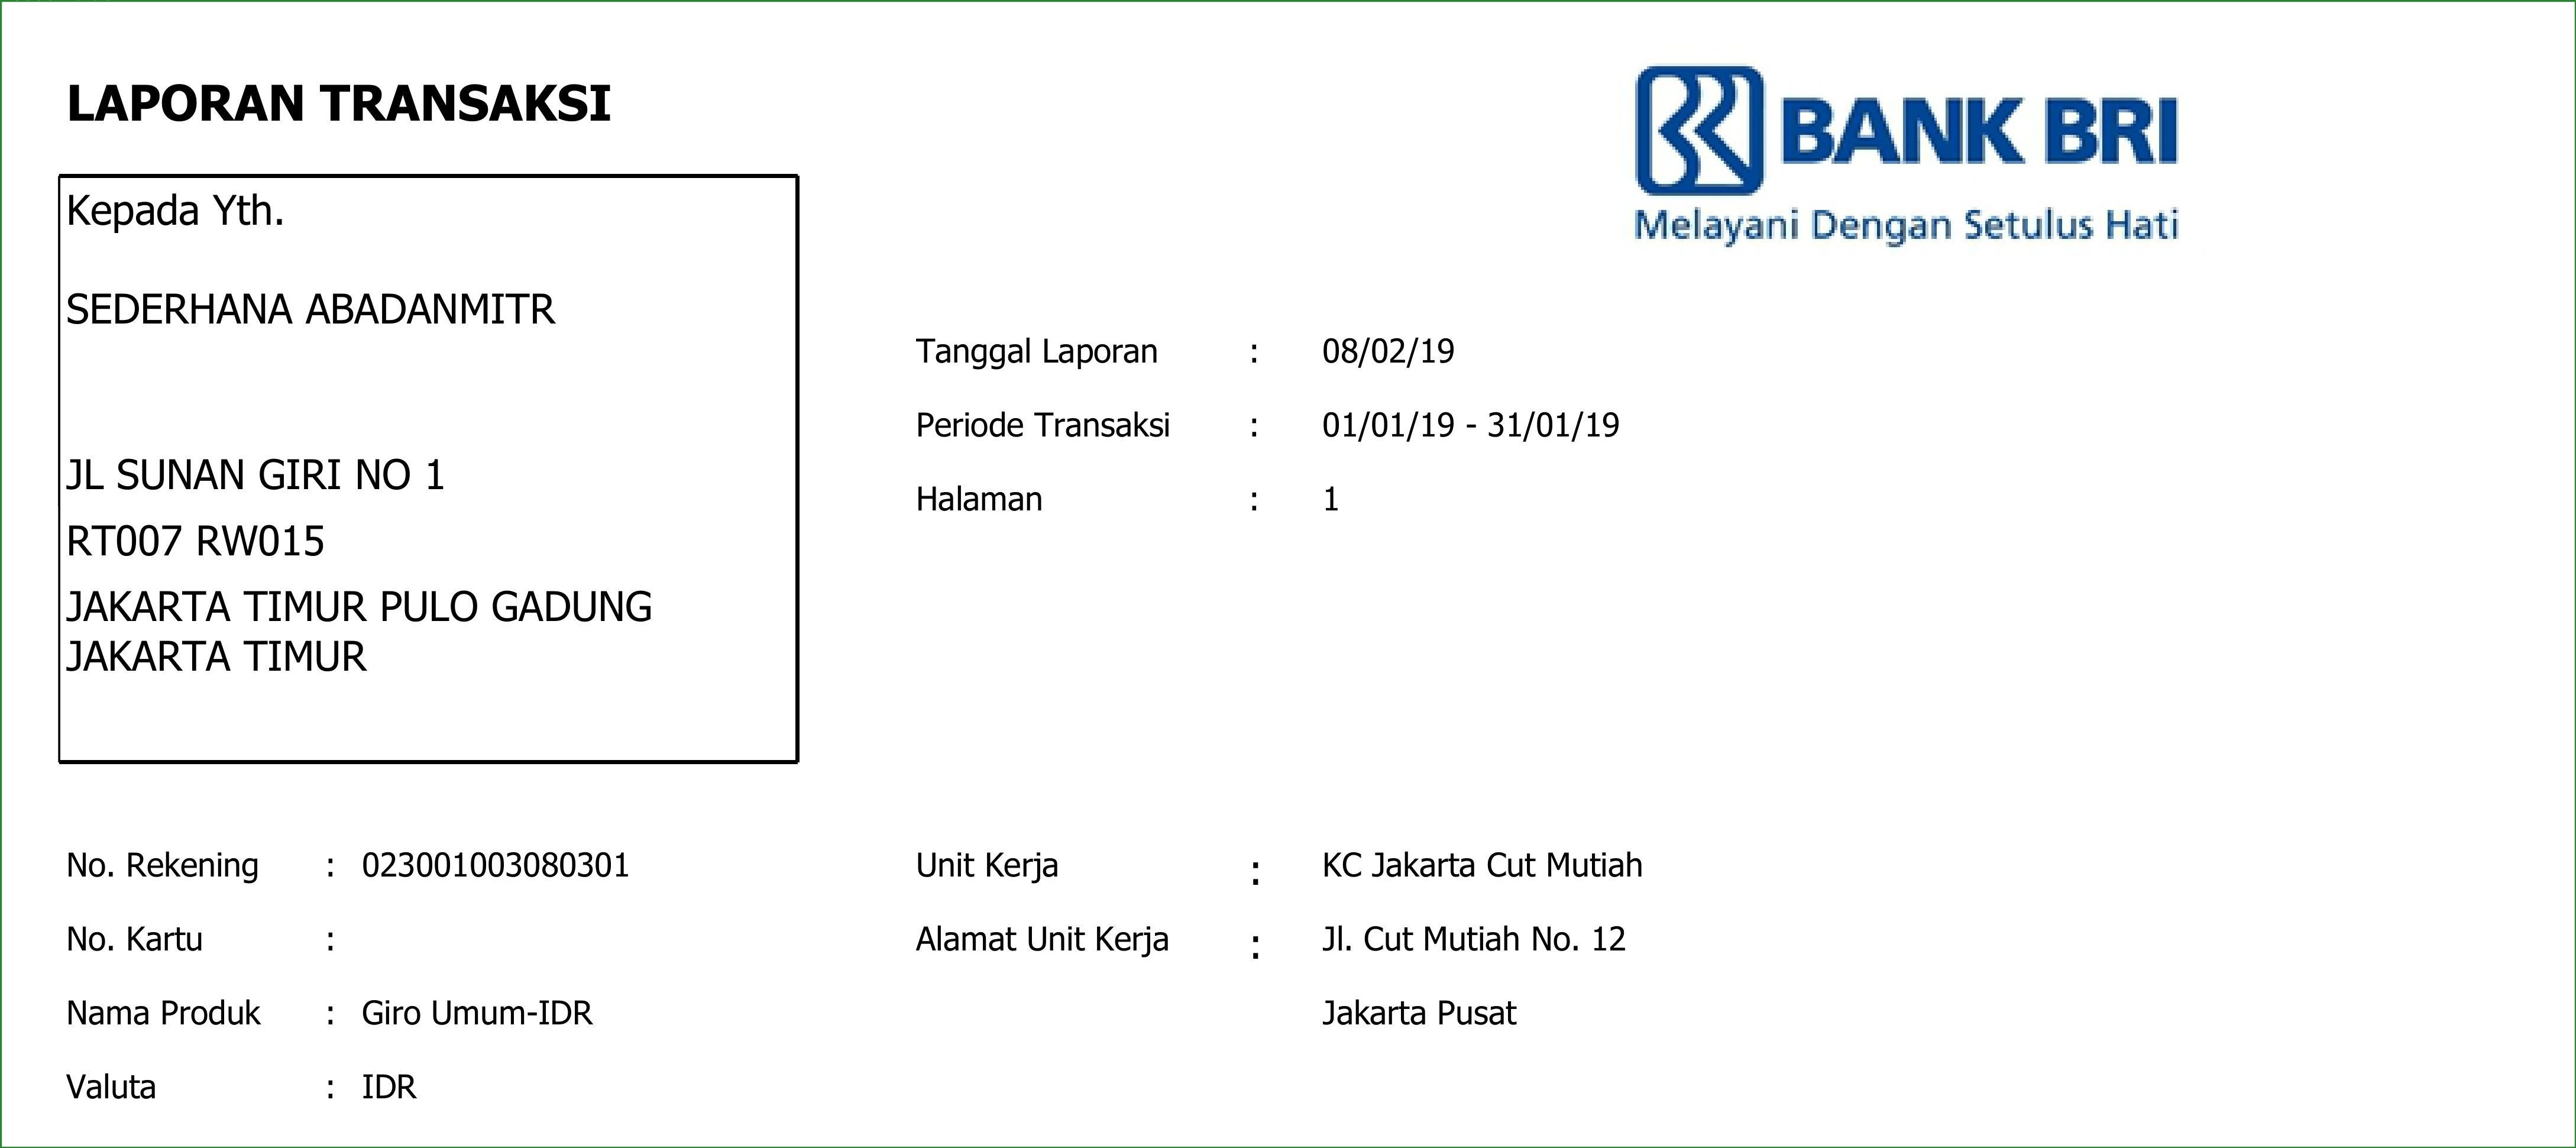 LAPORAN TRANSAKSI
BANK BRI
Melayani Dengan Setulus Hati
Kepada Yth.
SEDERHANA ABADANMITR
JL SUNAN GIRI NO 1
RT007 RW015
JAKARTA TIMUR PULO GADUNG
JAKARTA TIMUR
Tanggal Laporan : 08/02/19
Periode Transaksi : 01/01/19 - 31/01/19
Halaman : 1
No. Rekening : 023001003080301
No. Kartu :
Nama Produk : Giro Umum-IDR
Valuta : IDR
Unit Kerja : KC Jakarta Cut Mutiah
Alamat Unit Kerja : Jl. Cut Mutiah No. 12
Jakarta Pusat